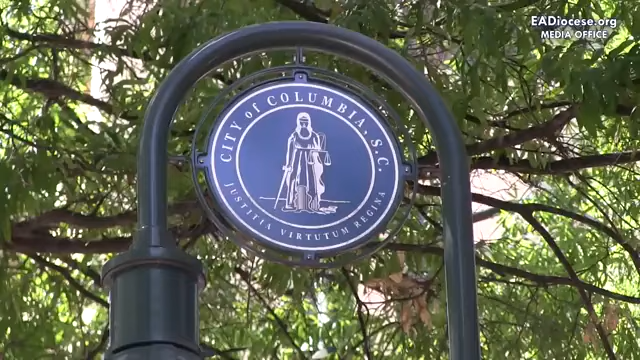 EADiocese.org
MEDIA OFFICE
CITY of COLUMBIA, S.C.
JUSTITIA VIRTUTUM REGINA